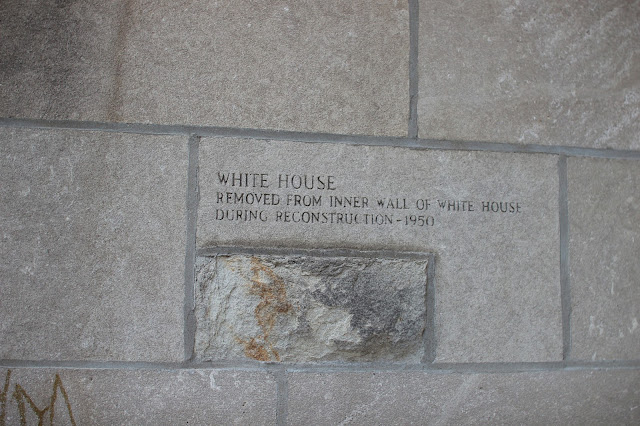 WHITE HOUSE
REMOVED FROM INNER WALL OF WHITE HOUSE
DURING RECONSTRUCTION-1950